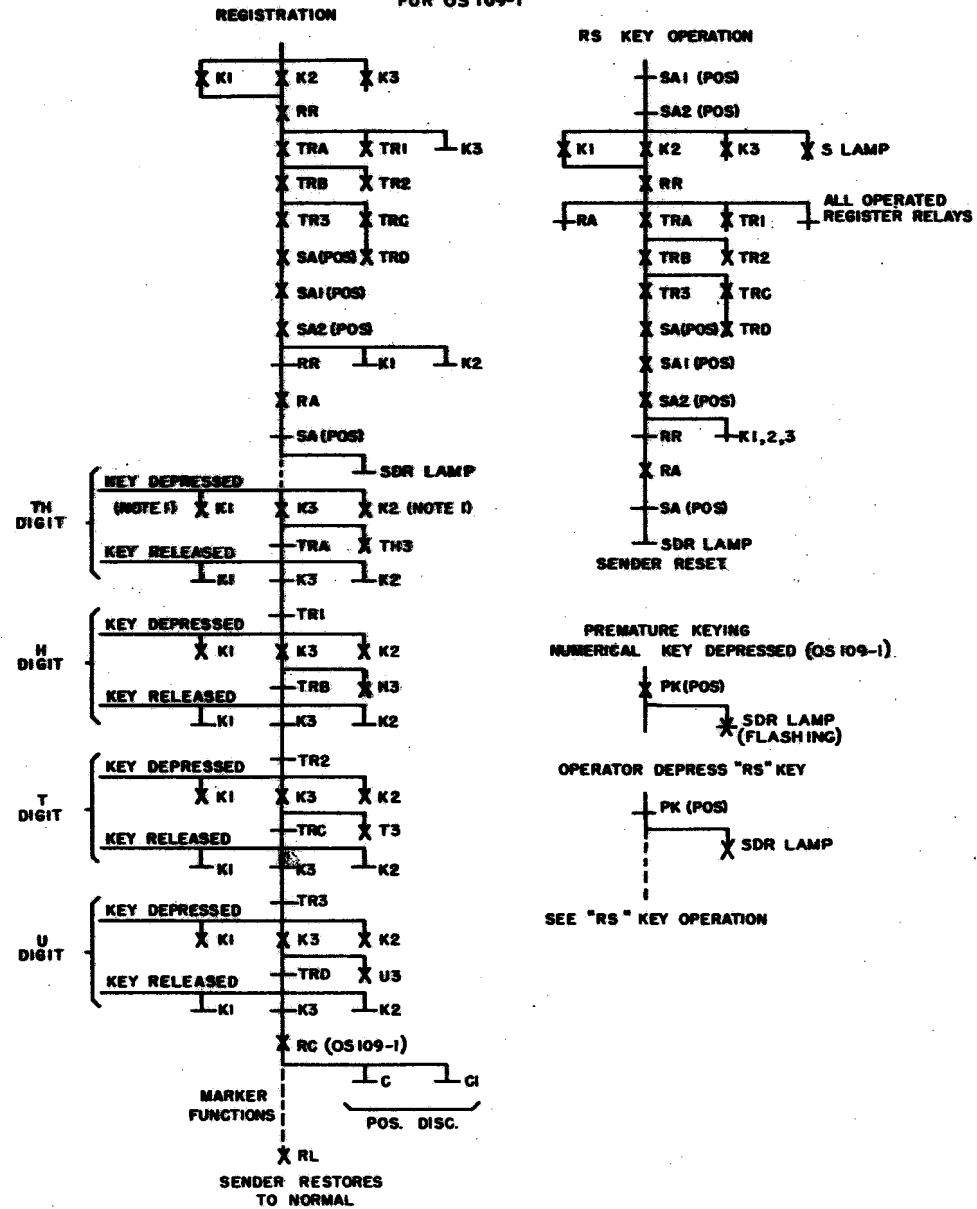 FOR OS 109-1
REGISTRATION
K1 K2 K3
RR
TRA TR1 K3
TRB TR2
TR3 TRC
SA(POS) TRD
SA1(POS)
SA2(POS)
RR K1 K2
RA
SA(POS)
SDR LAMP
TH DIGIT
KEY DEPRESSED
(NOTE 1) K1 K3 K2 (NOTE 1)
TRA TH3
KEY RELEASED
K1 K3 K2
TR1
H DIGIT
KEY DEPRESSED
K1 K3 K2
TRB H3
KEY RELEASED
K1 K3 K2
TR2
T DIGIT
KEY DEPRESSED
K1 K3 K2
TRC T3
KEY RELEASED
K1 K3 K2
TR3
U DIGIT
KEY DEPRESSED
K1 K3 K2
TRD U3
KEY RELEASED
K1 K3 K2
RC (OS109-1)
C C1
POS. DISC.
MARKER
FUNCTIONS
RL
SENDER RESTORES
TO NORMAL
RS KEY OPERATION
SA1 (POS)
SA2 (POS)
K1 K2 K3 S LAMP
RR
RA TRA TR1 ALL OPERATED
REGISTER RELAYS
TRB TR2
TR3 TRC
SA(POS) TRD
SA1 (POS)
SA2 (POS)
RR K1,2,3
RA
SA (POS)
SDR LAMP
SENDER RESET
PREMATURE KEYING
NUMERICAL KEY DEPRESSED (OS 109-1)
PK(POS)
SDR LAMP
(FLASHING)
OPERATOR DEPRESS "RS" KEY
PK (POS)
SDR LAMP
SEE "RS" KEY OPERATION